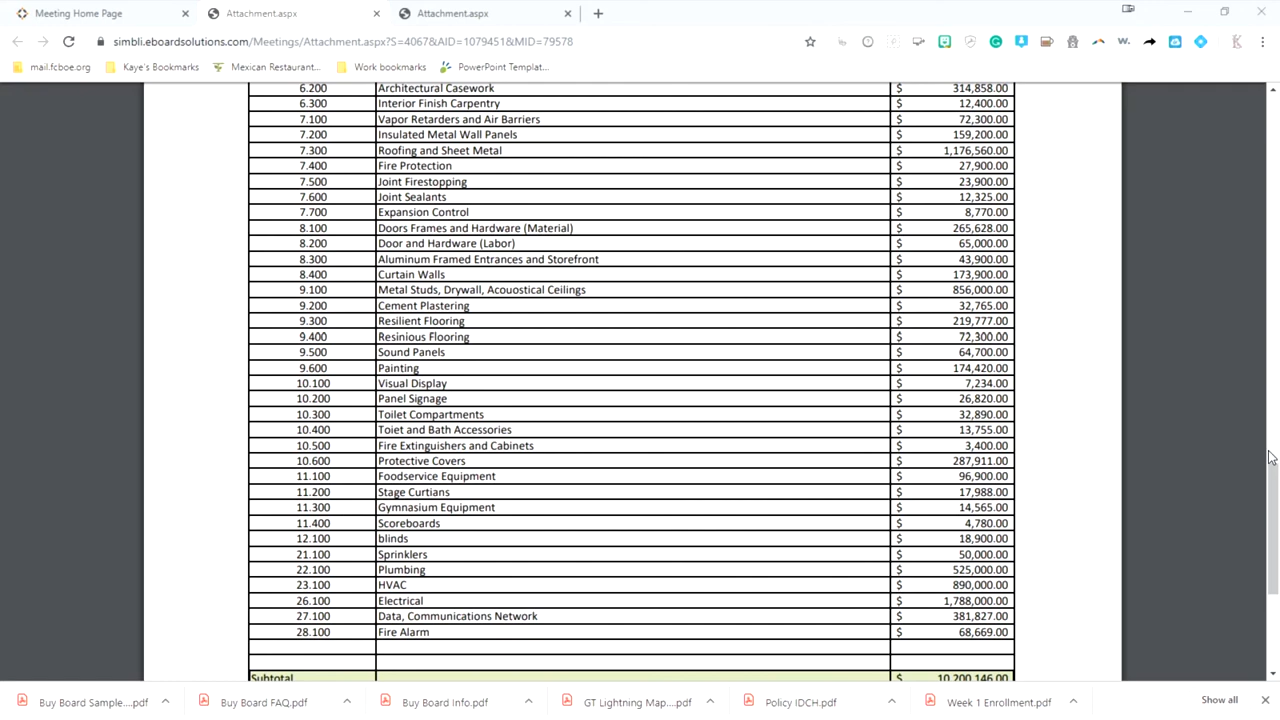 Meeting Home Page
Attachment.aspx
Attachment.aspx
simbli.eboardsolutions.com/Meetings/Attachment.aspx?S=4067&AID=1079451&MID=79578
mail.fcboe.org Kaye's Bookmarks Mexican Restaurant... Work bookmarks PowerPoint Templat...
6.200 Architectural Casework $ 314,858.00
6.300 Interior Finish Carpentry $ 12,400.00
7.100 Vapor Retarders and Air Barriers $ 72,300.00
7.200 Insulated Metal Wall Panels $ 159,200.00
7.300 Roofing and Sheet Metal $ 1,176,560.00
7.400 Fire Protection $ 27,900.00
7.500 Joint Firestopping $ 23,900.00
7.600 Joint Sealants $ 12,325.00
7.700 Expansion Control $ 8,770.00
8.100 Doors Frames and Hardware (Material) $ 265,628.00
8.200 Door and Hardware (Labor) $ 65,000.00
8.300 Aluminum Framed Entrances and Storefront $ 43,900.00
8.400 Curtain Walls $ 173,900.00
9.100 Metal Studs, Drywall, Acouostical Ceilings $ 856,000.00
9.200 Cement Plastering $ 32,765.00
9.300 Resilient Flooring $ 219,777.00
9.400 Resinious Flooring $ 72,300.00
9.500 Sound Panels $ 64,700.00
9.600 Painting $ 174,420.00
10.100 Visual Display $ 7,234.00
10.200 Panel Signage $ 26,820.00
10.300 Toilet Compartments $ 32,890.00
10.400 Toiet and Bath Accessories $ 13,755.00
10.500 Fire Extinguishers and Cabinets $ 3,400.00
10.600 Protective Covers $ 287,911.00
11.100 Foodservice Equipment $ 96,900.00
11.200 Stage Curtians $ 17,988.00
11.300 Gymnasium Equipment $ 14,565.00
11.400 Scoreboards $ 4,780.00
12.100 blinds $ 18,900.00
21.100 Sprinklers $ 50,000.00
22.100 Plumbing $ 525,000.00
23.100 HVAC $ 890,000.00
26.100 Electrical $ 1,788,000.00
27.100 Data, Communications Network $ 381,827.00
28.100 Fire Alarm $ 68,669.00
Subtotal $ 10,200,146.00
Buy Board Sample....pdf Buy Board FAQ.pdf Buy Board Info.pdf GT Lightning Map....pdf Policy IDCH.pdf Week 1 Enrollment.pdf Show all